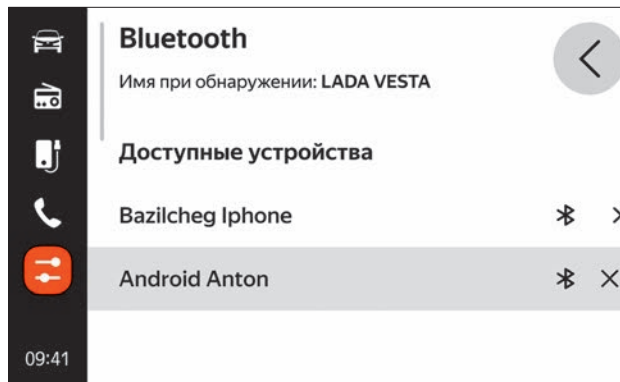 Bluetooth
Имя при обнаружении: LADA VESTA
Доступные устройства
Bazilcheg Iphone
Android Anton
09:41